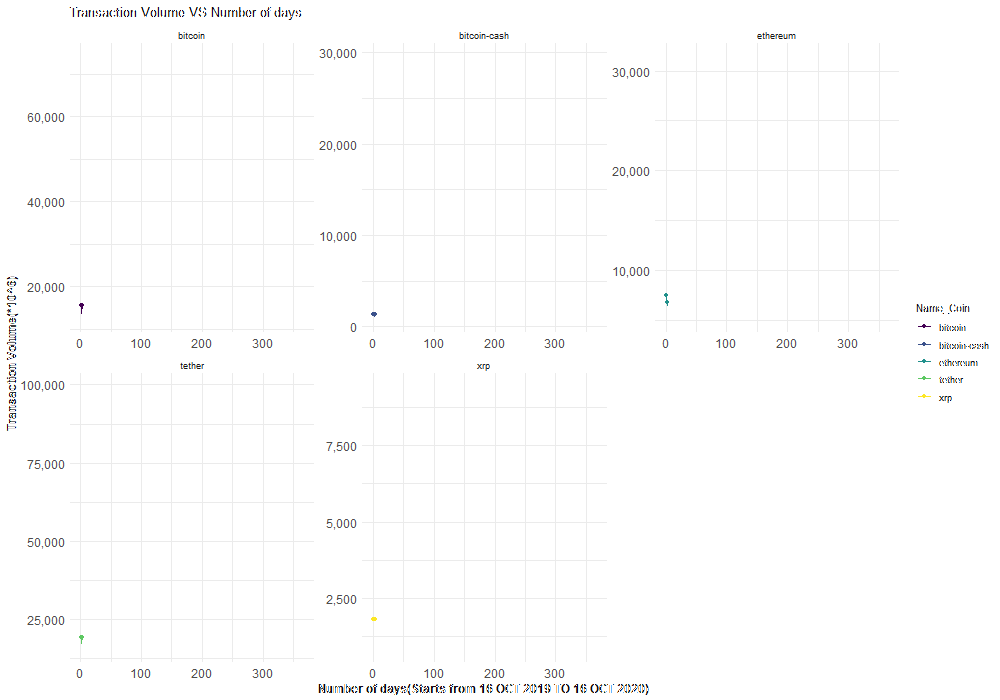 Transaction Volume VS Number of days
bitcoin
bitcoin-cash
ethereum
60,000
40,000
20,000
0 100 200 300
30,000
20,000
10,000
0
0 100 200 300
30,000
20,000
10,000
0 100 200 300
tether
xrp
100,000
75,000
50,000
25,000
0 100 200 300
7,500
5,000
2,500
0 100 200 300
Transaction Volume(*10^6)
Number of days(Starts from 16 OCT 2019 TO 16 OCT 2020)
Name_Coin
bitcoin
bitcoin-cash
ethereum
tether
xrp